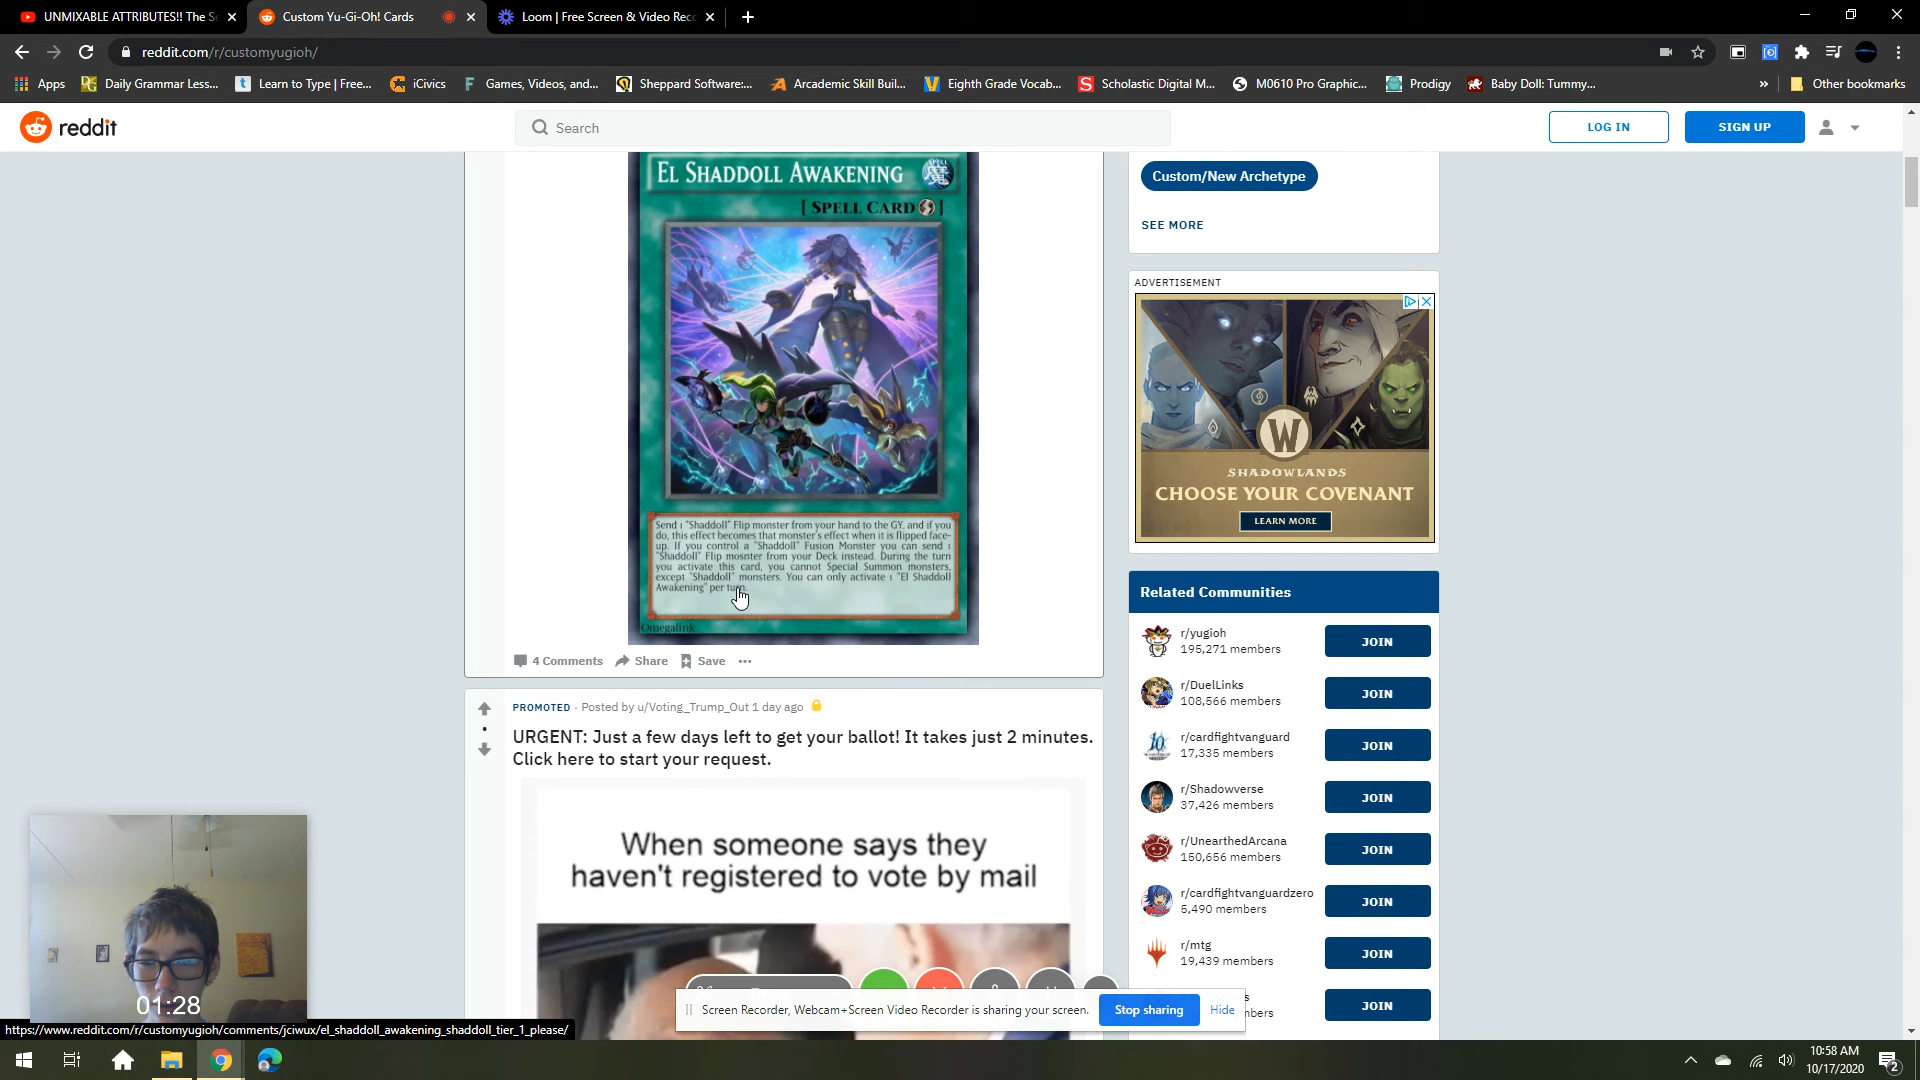 UNMIXABLE ATTRIBUTES!! The Se
Custom Yu-Gi-Oh! Cards
Loom | Free Screen & Video Rec
reddit.com/r/customyugioh/
Apps
Daily Grammar Less...
Learn to Type | Free...
iCivics
Games, Videos, and...
Sheppard Software:...
Arcademic Skill Buil...
Eighth Grade Vocab...
Scholastic Digital M...
M0610 Pro Graphic...
Prodigy
Baby Doll: Tummy...
»
Other bookmarks
reddit
Search
LOG IN
SIGN UP
EL SHADDOLL AWAKENING
SPELL
魔
[ SPELL CARD ]
Send 1 "Shaddoll" Flip monster from your hand to the GY, and if you
do, this effect becomes that monster's effect when it is flipped face-
up. If you control a "Shaddoll" Fusion Monster you can send 1
"Shaddoll" Flip mosnter from your Deck instead. During the turn
you activate this card, you cannot Special Summon monsters,
except "Shaddoll" monsters. You can only activate 1 "El Shaddoll
Awakening" per turn.
Omegalink
4 Comments
Share
Save
...
PROMOTED · Posted by u/Voting_Trump_Out 1 day ago
URGENT: Just a few days left to get your ballot! It takes just 2 minutes.
Click here to start your request.
When someone says they
haven't registered to vote by mail
Custom/New Archetype
SEE MORE
ADVERTISEMENT
W
SHADOWLANDS
CHOOSE YOUR COVENANT
LEARN MORE
Related Communities
r/yugioh
195,271 members
JOIN
r/DuelLinks
108,566 members
JOIN
r/cardfightvanguard
17,335 members
JOIN
r/Shadowverse
37,426 members
JOIN
r/UnearthedArcana
150,656 members
JOIN
r/cardfightvanguardzero
5,490 members
JOIN
r/mtg
19,439 members
JOIN
s
mbers
JOIN
01:28
Screen Recorder, Webcam+Screen Video Recorder is sharing your screen.
Stop sharing
Hide
https://www.reddit.com/r/customyugioh/comments/jciwux/el_shaddoll_awakening_shaddoll_tier_1_please/
10:58 AM
10/17/2020
2